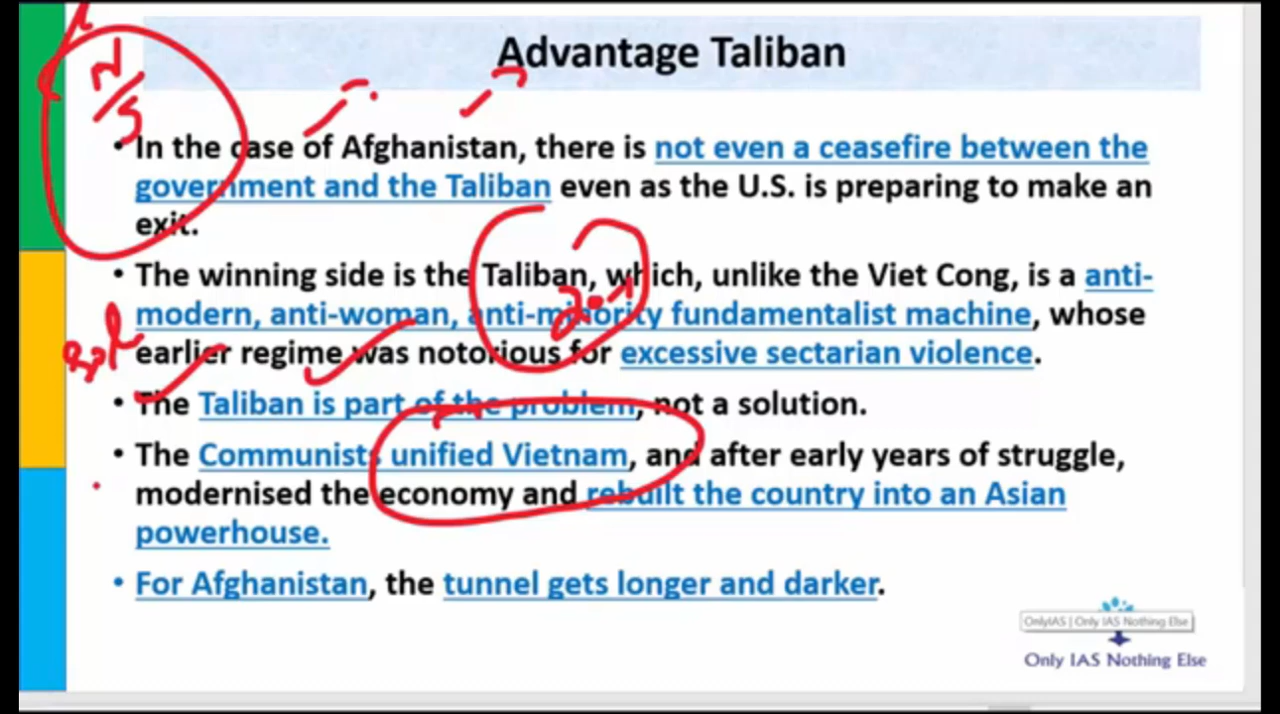 Advantage Taliban
• In the case of Afghanistan, there is not even a ceasefire between the
government and the Taliban even as the U.S. is preparing to make an
exit.
• The winning side is the Taliban, which, unlike the Viet Cong, is a anti-
modern, anti-woman, anti-minority fundamentalist machine, whose
earlier regime was notorious for excessive sectarian violence.
• The Taliban is part of the problem, not a solution.
• The Communists unified Vietnam, and after early years of struggle,
modernised the economy and rebuilt the country into an Asian
powerhouse.
• For Afghanistan, the tunnel gets longer and darker.
OnlyIAS | Only IAS Nothing Else
Only IAS Nothing Else